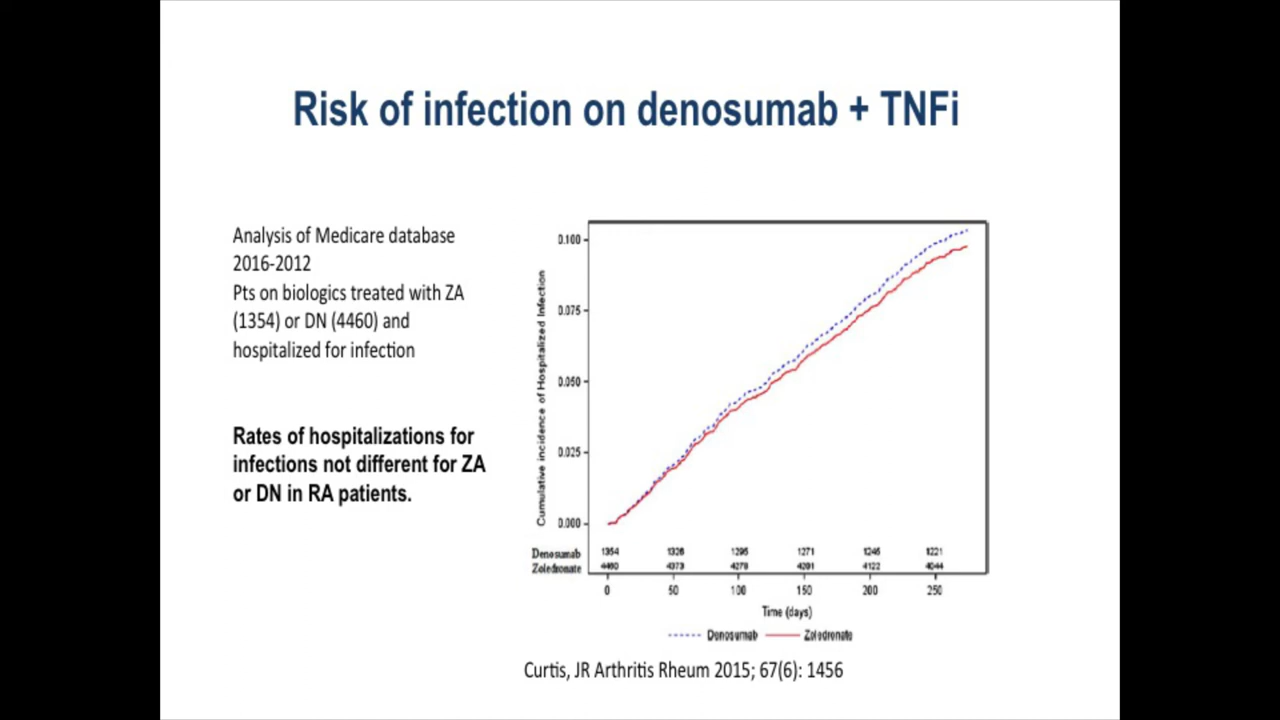 Risk of infection on denosumab + TNFi
Analysis of Medicare database
2016-2012
Pts on biologics treated with ZA
(1354) or DN (4460) and
hospitalized for infection
Rates of hospitalizations for
infections not different for ZA
or DN in RA patients.
Cumulative incidence of Hospitalized Infection
0.100
0.075
0.050
0.025
0.000
Denosumab 1354 1326 1295 1271 1246 1221
Zoledronate 4460 4373 4279 4201 4122 4044
0 50 100 150 200 250
Time (days)
Denosumab Zoledronate
Curtis, JR Arthritis Rheum 2015; 67(6): 1456